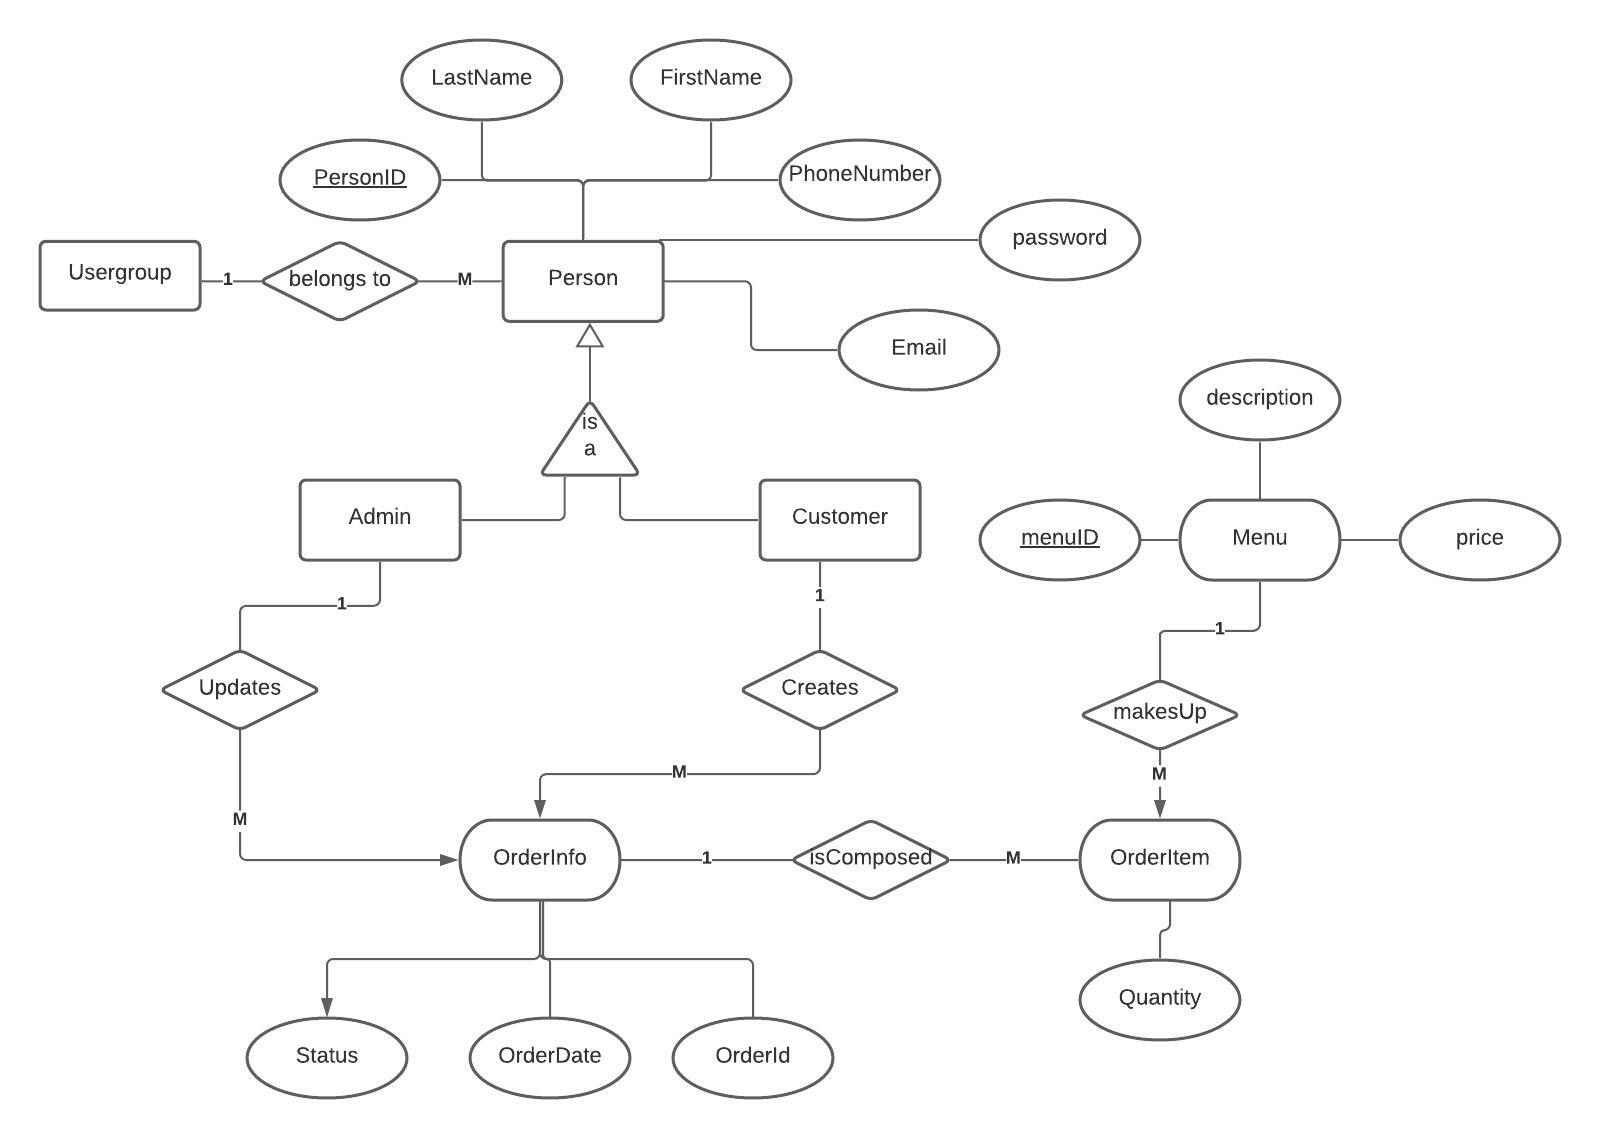 LastName
FirstName
PersonID
PhoneNumber
password
Usergroup
1
belongs to
M
Person
Email
is
a
description
Admin
Customer
menuID
Menu
price
1
1
1
Updates
Creates
makesUp
M
M
M
OrderInfo
1
isComposed
M
OrderItem
Quantity
Status
OrderDate
OrderId